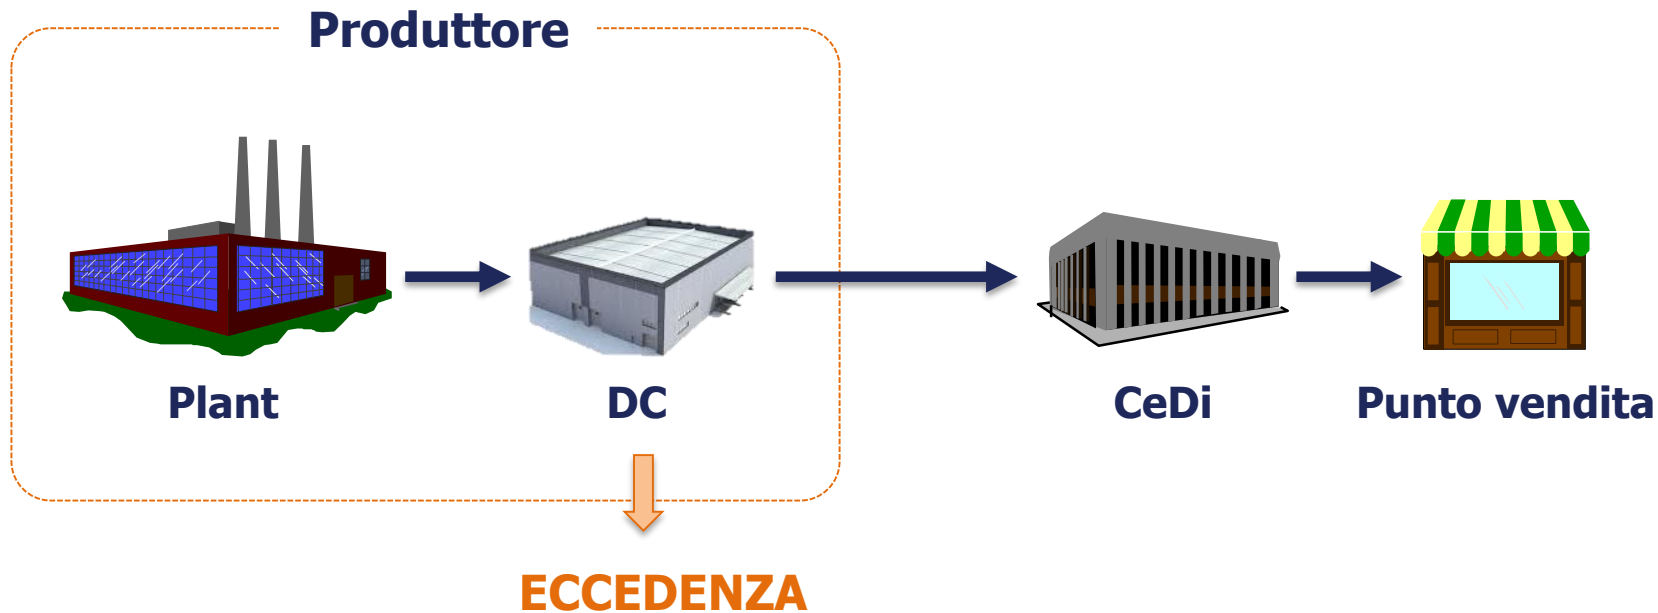 Produttore
Plant
DC
CeDi
Punto vendita
ECCEDENZA